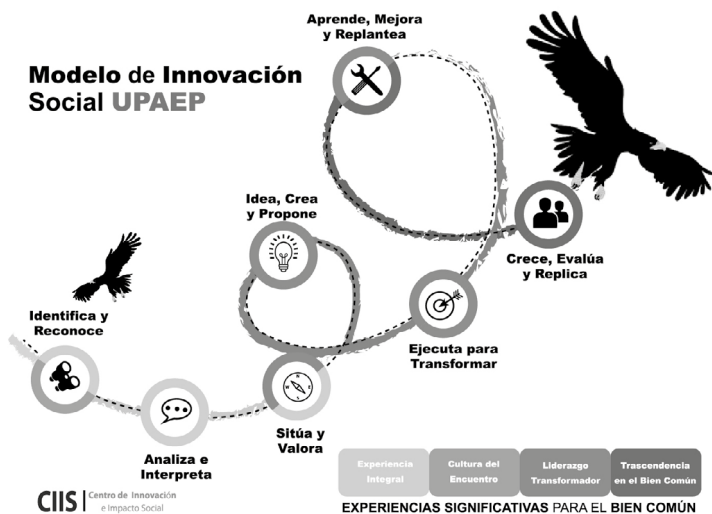 Modelo de Innovación
Social UPAEP
Aprende, Mejora
y Replantea
Idea, Crea
y Propone
Crece, Evalúa
y Replica
Identifica y
Reconoce
Ejecuta para
Transformar
Sitúa y
Valora
Analiza e
Interpreta
Experiencia
Integral
Cultura del
Encuentro
Liderazgo
Transformador
Trascendencia
en el Bien Común
EXPERIENCIAS SIGNIFICATIVAS PARA EL BIEN COMÚN
CIIS
Centro de Innovación
e Impacto Social